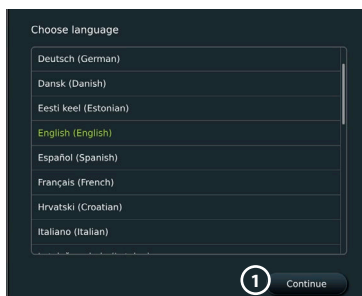 Choose language
Deutsch (German)
Dansk (Danish)
Eesti keel (Estonian)
English (English)
Español (Spanish)
Français (French)
Hrvatski (Croatian)
Italiano (Italian)
1 Continue